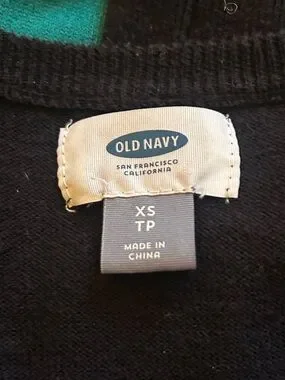 OLD NAVY
SAN FRANCISCO
CALIFORNIA
XS
TP
MADE IN
CHINA